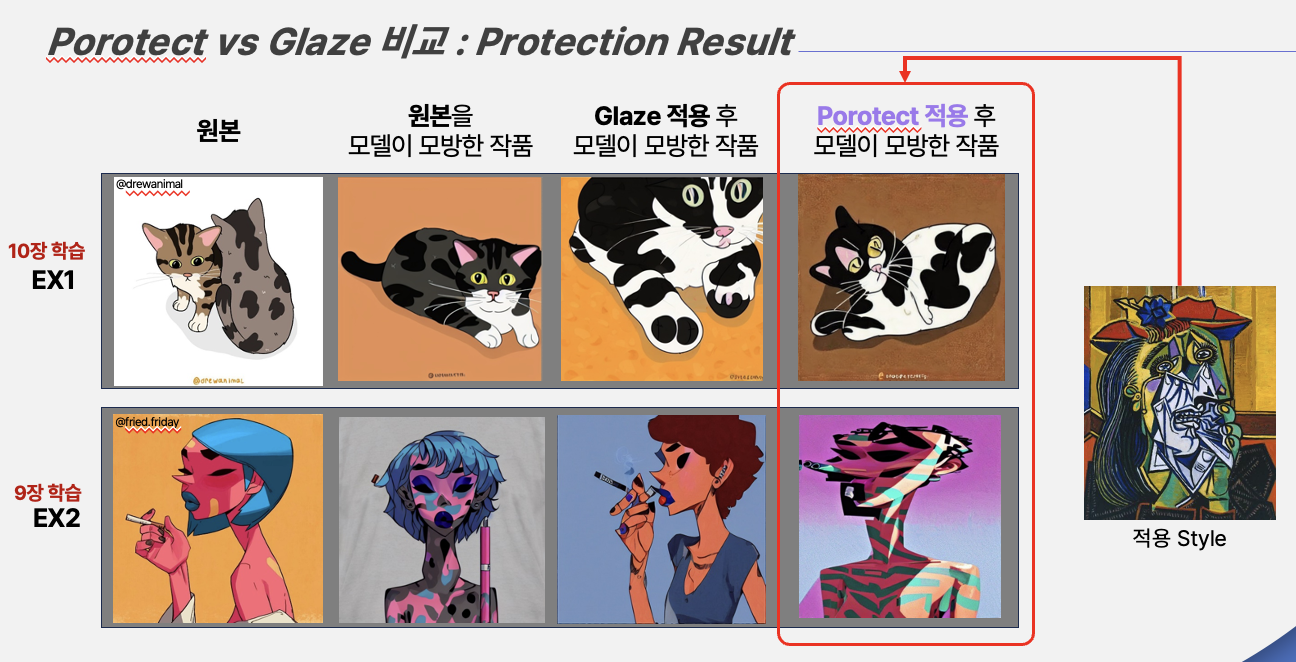 Porotect vs Glaze 비교 : Protection Result
원본
원본을
모델이 모방한 작품
Glaze 적용 후
모델이 모방한 작품
Porotect 적용 후
모델이 모방한 작품
10장 학습
EX1
@drewanimal
@drewanimal
9장 학습
EX2
@fried.friday
적용 Style